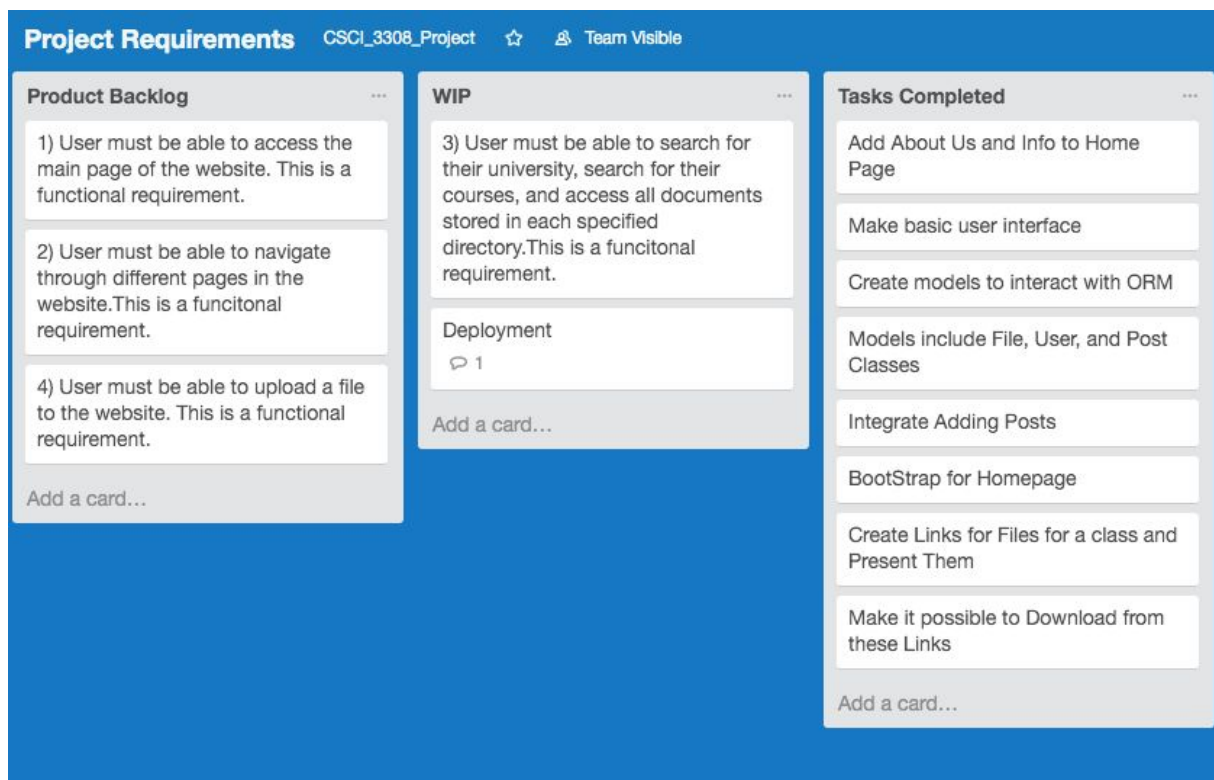 Project Requirements CSCI_3308_Project Team Visible
Product Backlog
1) User must be able to access the
main page of the website. This is a
functional requirement.
2) User must be able to navigate
through different pages in the
website.This is a funcitonal
requirement.
4) User must be able to upload a file
to the website. This is a functional
requirement.
Add a card...
WIP
3) User must be able to search for
their university, search for their
courses, and access all documents
stored in each specified
directory.This is a funcitonal
requirement.
Deployment
1
Add a card...
Tasks Completed
Add About Us and Info to Home
Page
Make basic user interface
Create models to interact with ORM
Models include File, User, and Post
Classes
Integrate Adding Posts
BootStrap for Homepage
Create Links for Files for a class and
Present Them
Make it possible to Download from
these Links
Add a card...